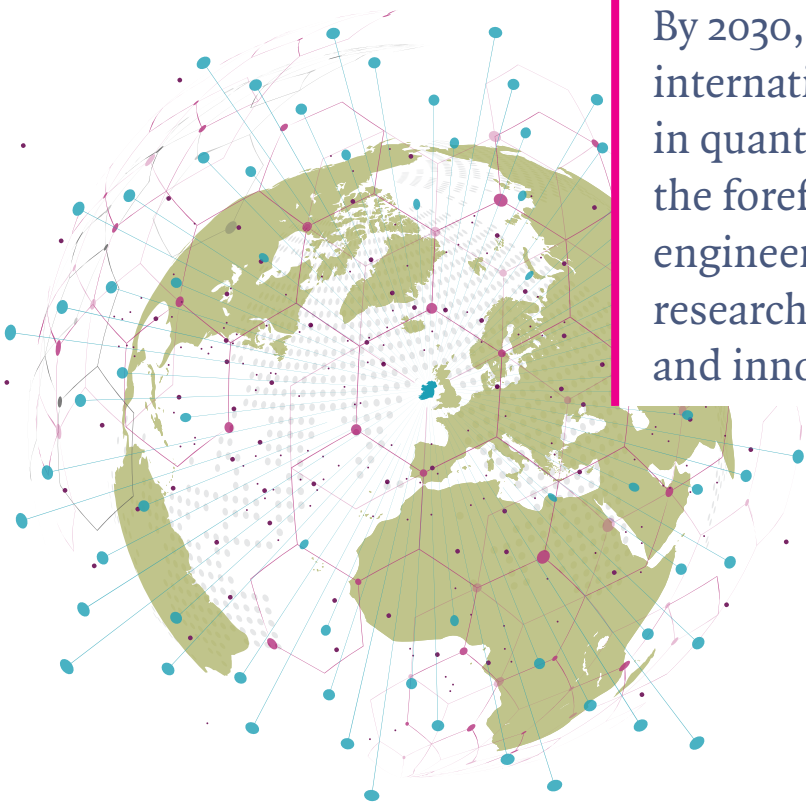 By 2030,
internati
in quant
the foref
engineer
research
and inno